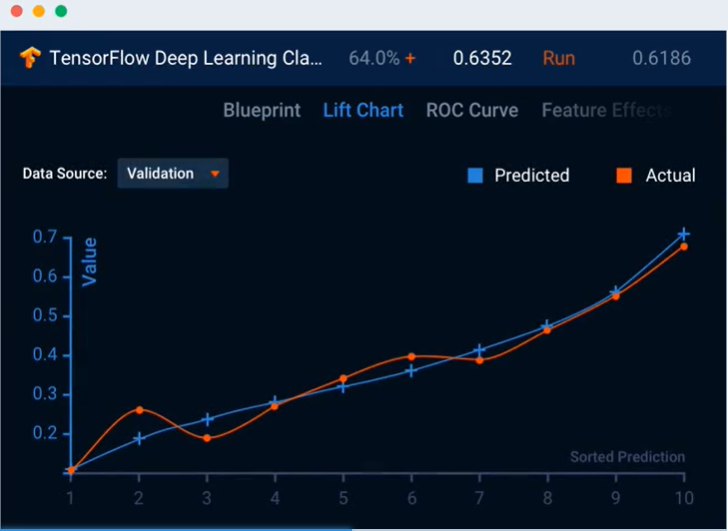 TensorFlow Deep Learning Cla... 64.0% + 0.6352 Run 0.6186
Blueprint Lift Chart ROC Curve Feature Effects
Data Source: Validation Predicted Actual
Value
0.7
0.6
0.5
0.4
0.3
0.2
Sorted Prediction
1 2 3 4 5 6 7 8 9 10